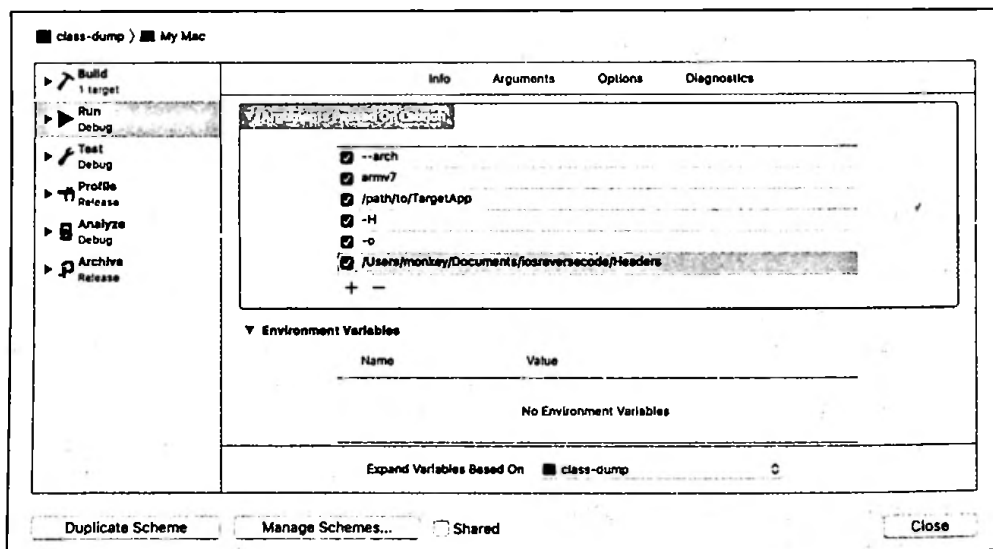 class-dump 〉 My Mac
Build
1 target
Info Arguments Options Diagnostics
Run
Debug
--arch
Test
Debug
armv7
/path/to/TargetApp
Profile
Release
-H
Analyze
Debug
-o
/Users/monkey/Documents/iosreversecode/Headers
Archive
Release
+ −
Environment Variables
Name Value
No Environment Variables
Expand Variables Based On class-dump
Duplicate Scheme Manage Schemes... Shared Close